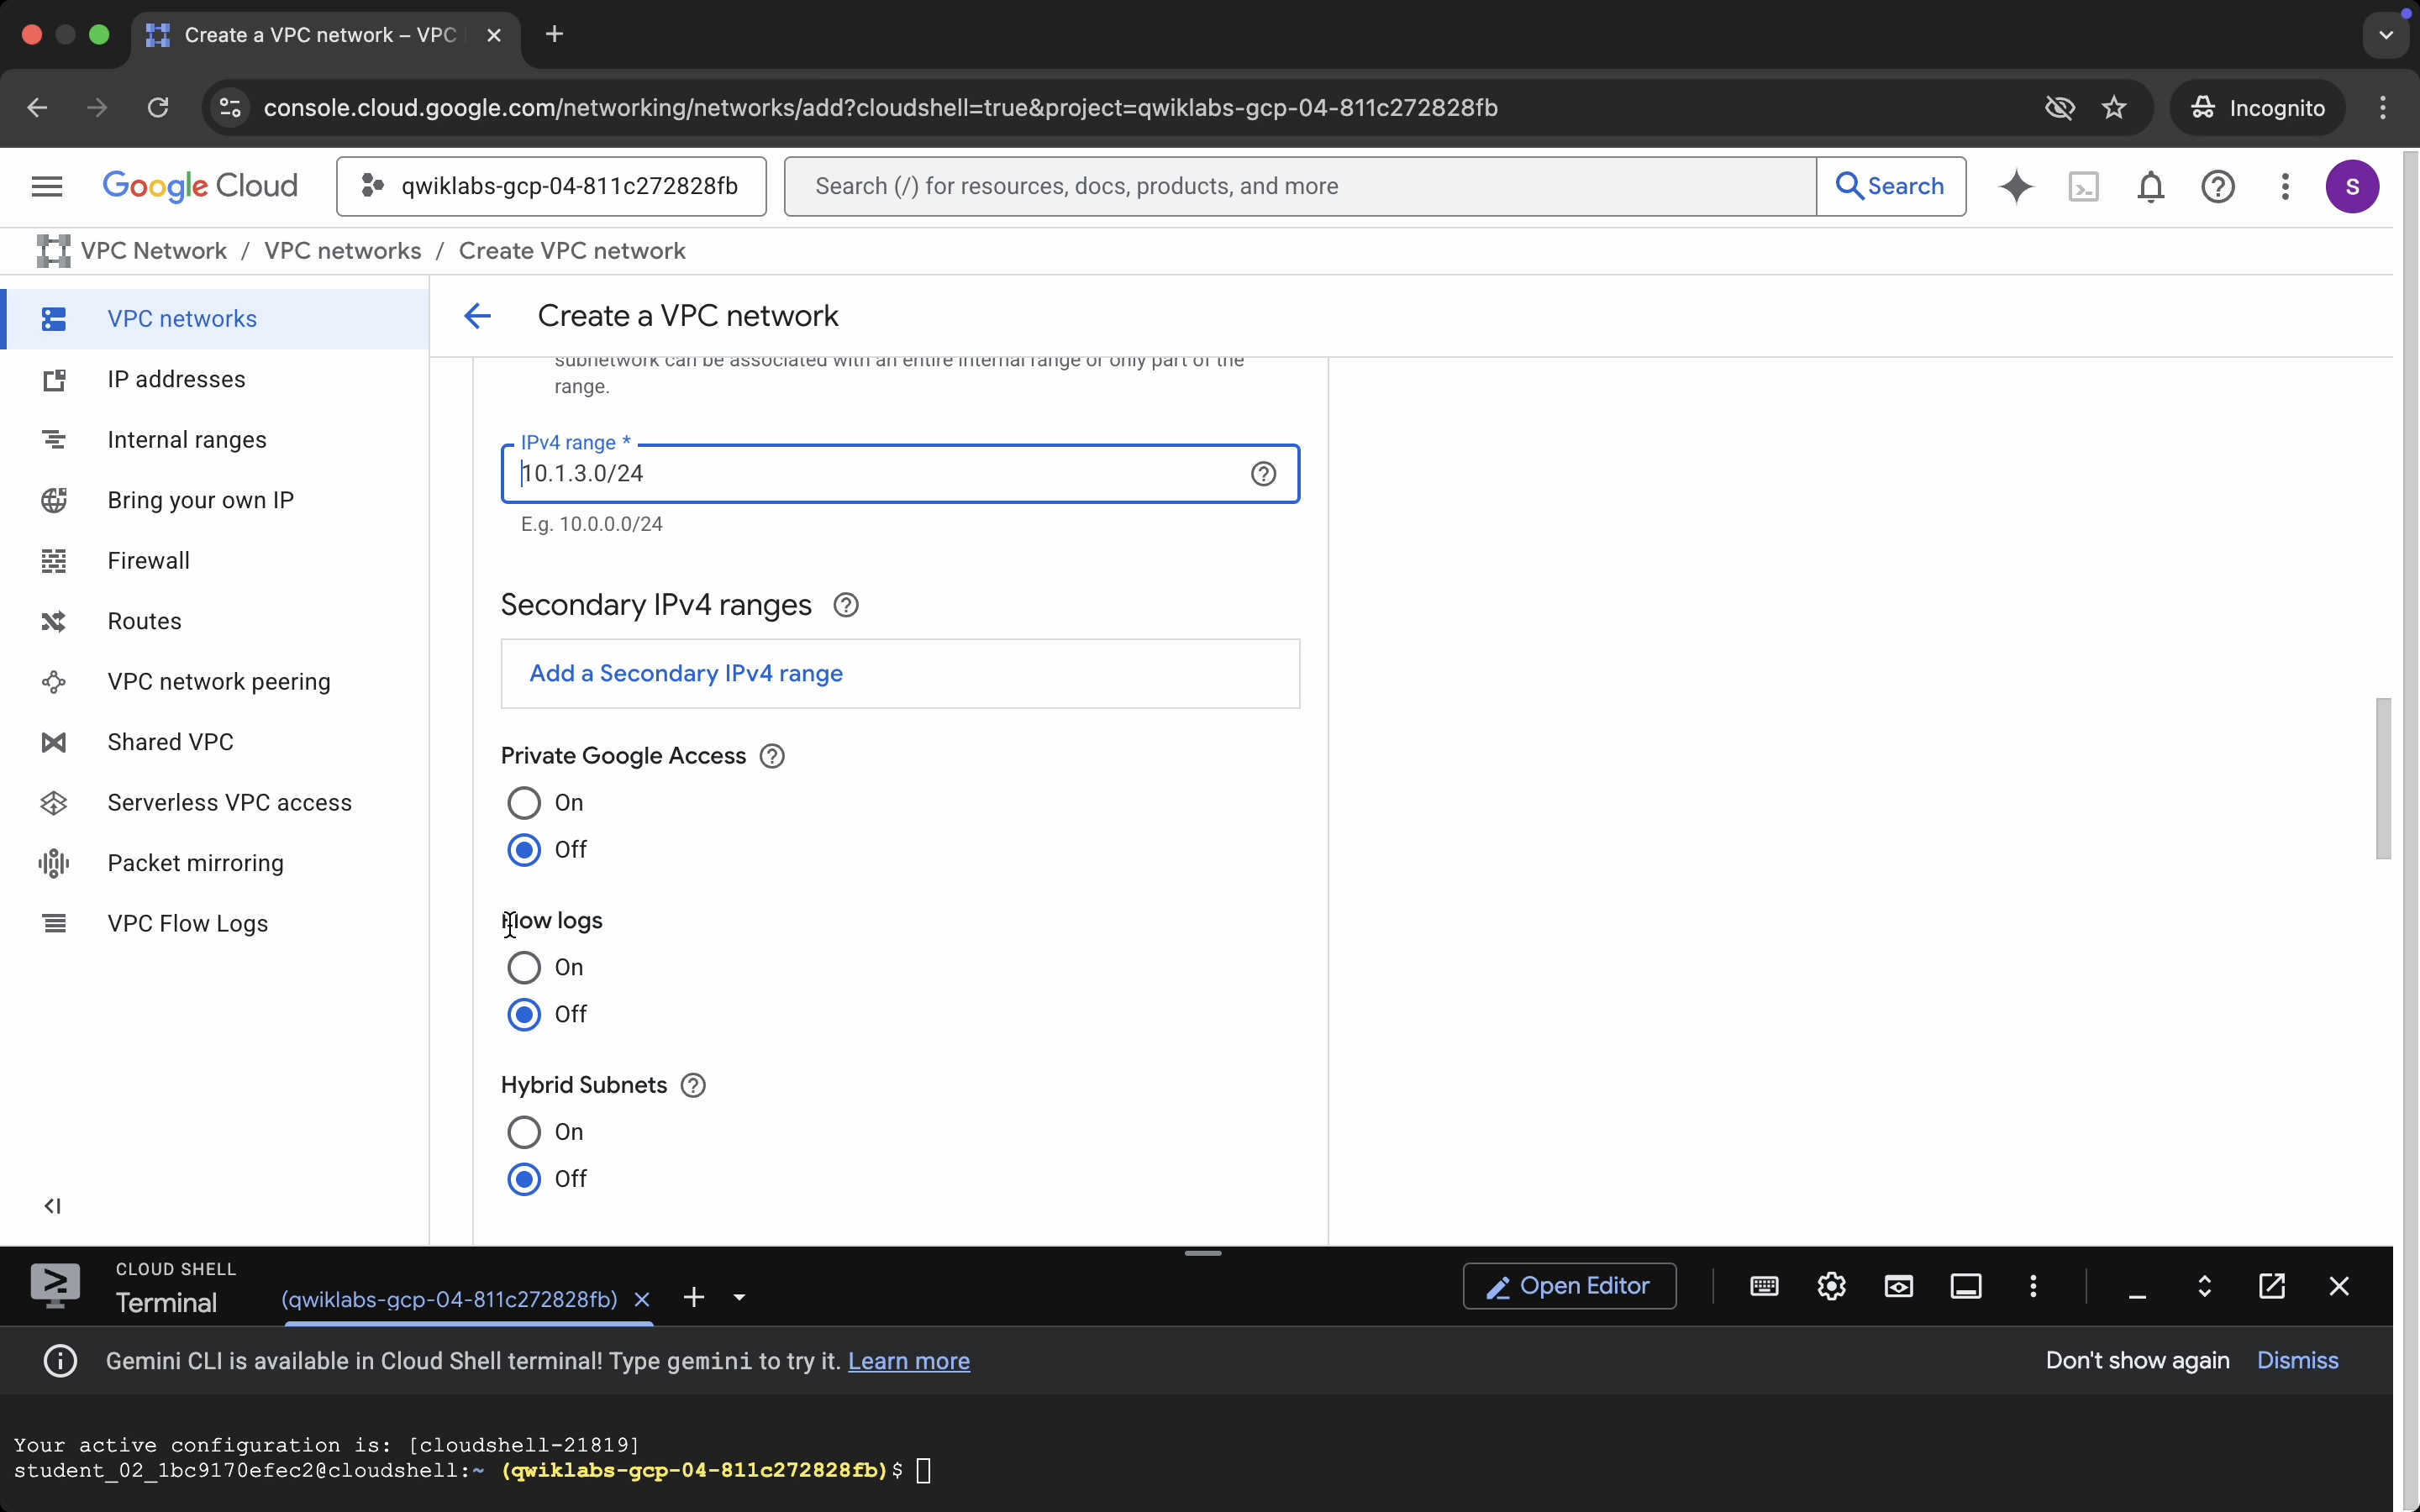 Create a VPC network – VPC
console.cloud.google.com/networking/networks/add?cloudshell=true&project=qwiklabs-gcp-04-811c272828fb
Incognito
Google Cloud
qwiklabs-gcp-04-811c272828fb
Search (/) for resources, docs, products, and more
Search
S
VPC Network / VPC networks / Create VPC network
VPC networks
IP addresses
Internal ranges
Bring your own IP
Firewall
Routes
VPC network peering
Shared VPC
Serverless VPC access
Packet mirroring
VPC Flow Logs
Create a VPC network
subnetwork can be associated with an entire internal range or only part of the
range.
IPv4 range *
10.1.3.0/24
E.g. 10.0.0.0/24
Secondary IPv4 ranges
Add a Secondary IPv4 range
Private Google Access
On
Off
Flow logs
On
Off
Hybrid Subnets
On
Off
CLOUD SHELL
Terminal
(qwiklabs-gcp-04-811c272828fb)
Open Editor
Gemini CLI is available in Cloud Shell terminal! Type gemini to try it. Learn more
Don't show again
Dismiss
Your active configuration is: [cloudshell-21819]
student_02_1bc9170efec2@cloudshell:~ (qwiklabs-gcp-04-811c272828fb)$